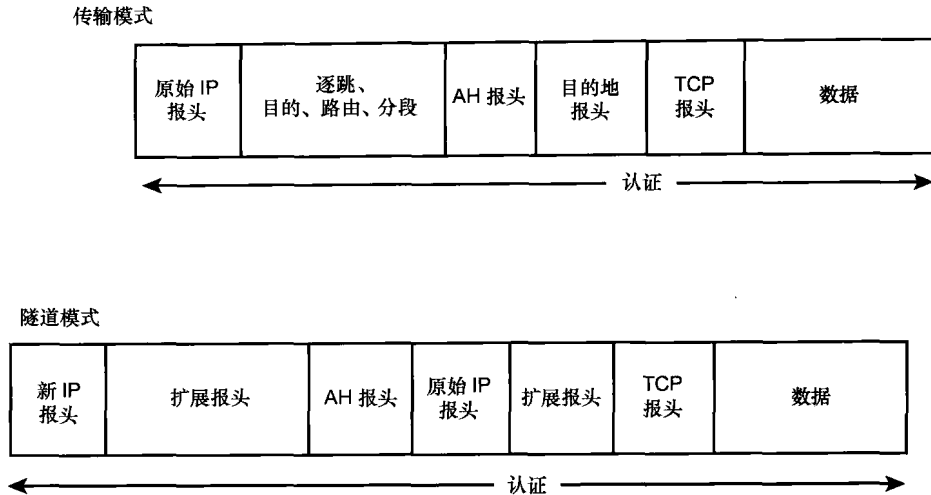 传输模式
原始 IP
报头
逐跳、
目的、路由、分段
AH 报头
目的地
报头
TCP
报头
数据
认证
隧道模式
新 IP
报头
扩展报头
AH 报头
原始 IP
报头
扩展报头
TCP
报头
数据
认证